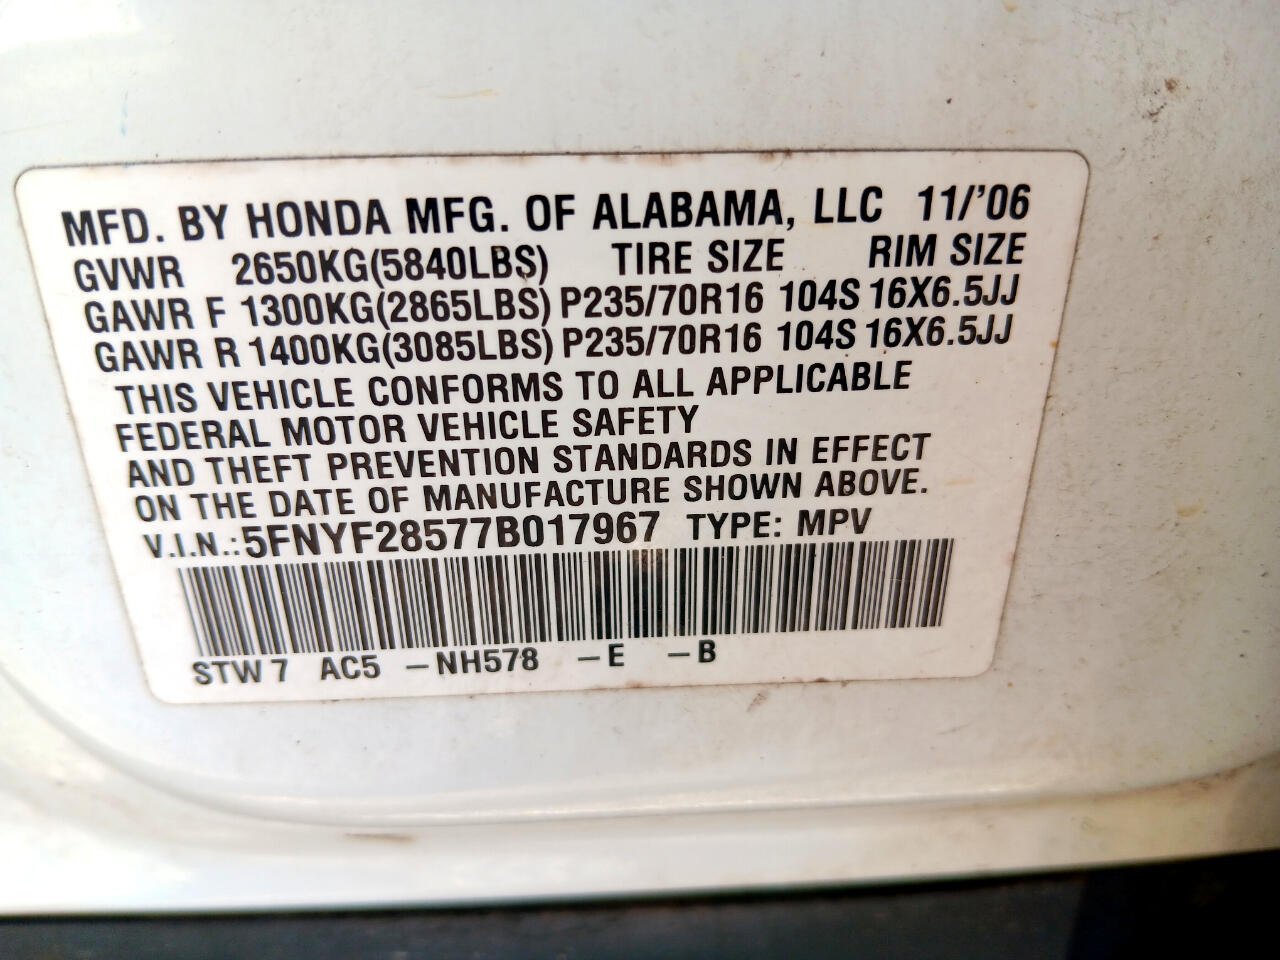 MFD. BY HONDA MFG. OF ALABAMA, LLC 11/'06
GVWR 2650KG(5840LBS) TIRE SIZE RIM SIZE
GAWR F 1300KG(2865LBS) P235/70R16 104S 16X6.5JJ
GAWR R 1400KG(3085LBS) P235/70R16 104S 16X6.5JJ
THIS VEHICLE CONFORMS TO ALL APPLICABLE
FEDERAL MOTOR VEHICLE SAFETY
AND THEFT PREVENTION STANDARDS IN EFFECT
ON THE DATE OF MANUFACTURE SHOWN ABOVE.
V.I.N.: 5FNYF28577B017967 TYPE: MPV
STW7 AC5 –NH578 –E –B